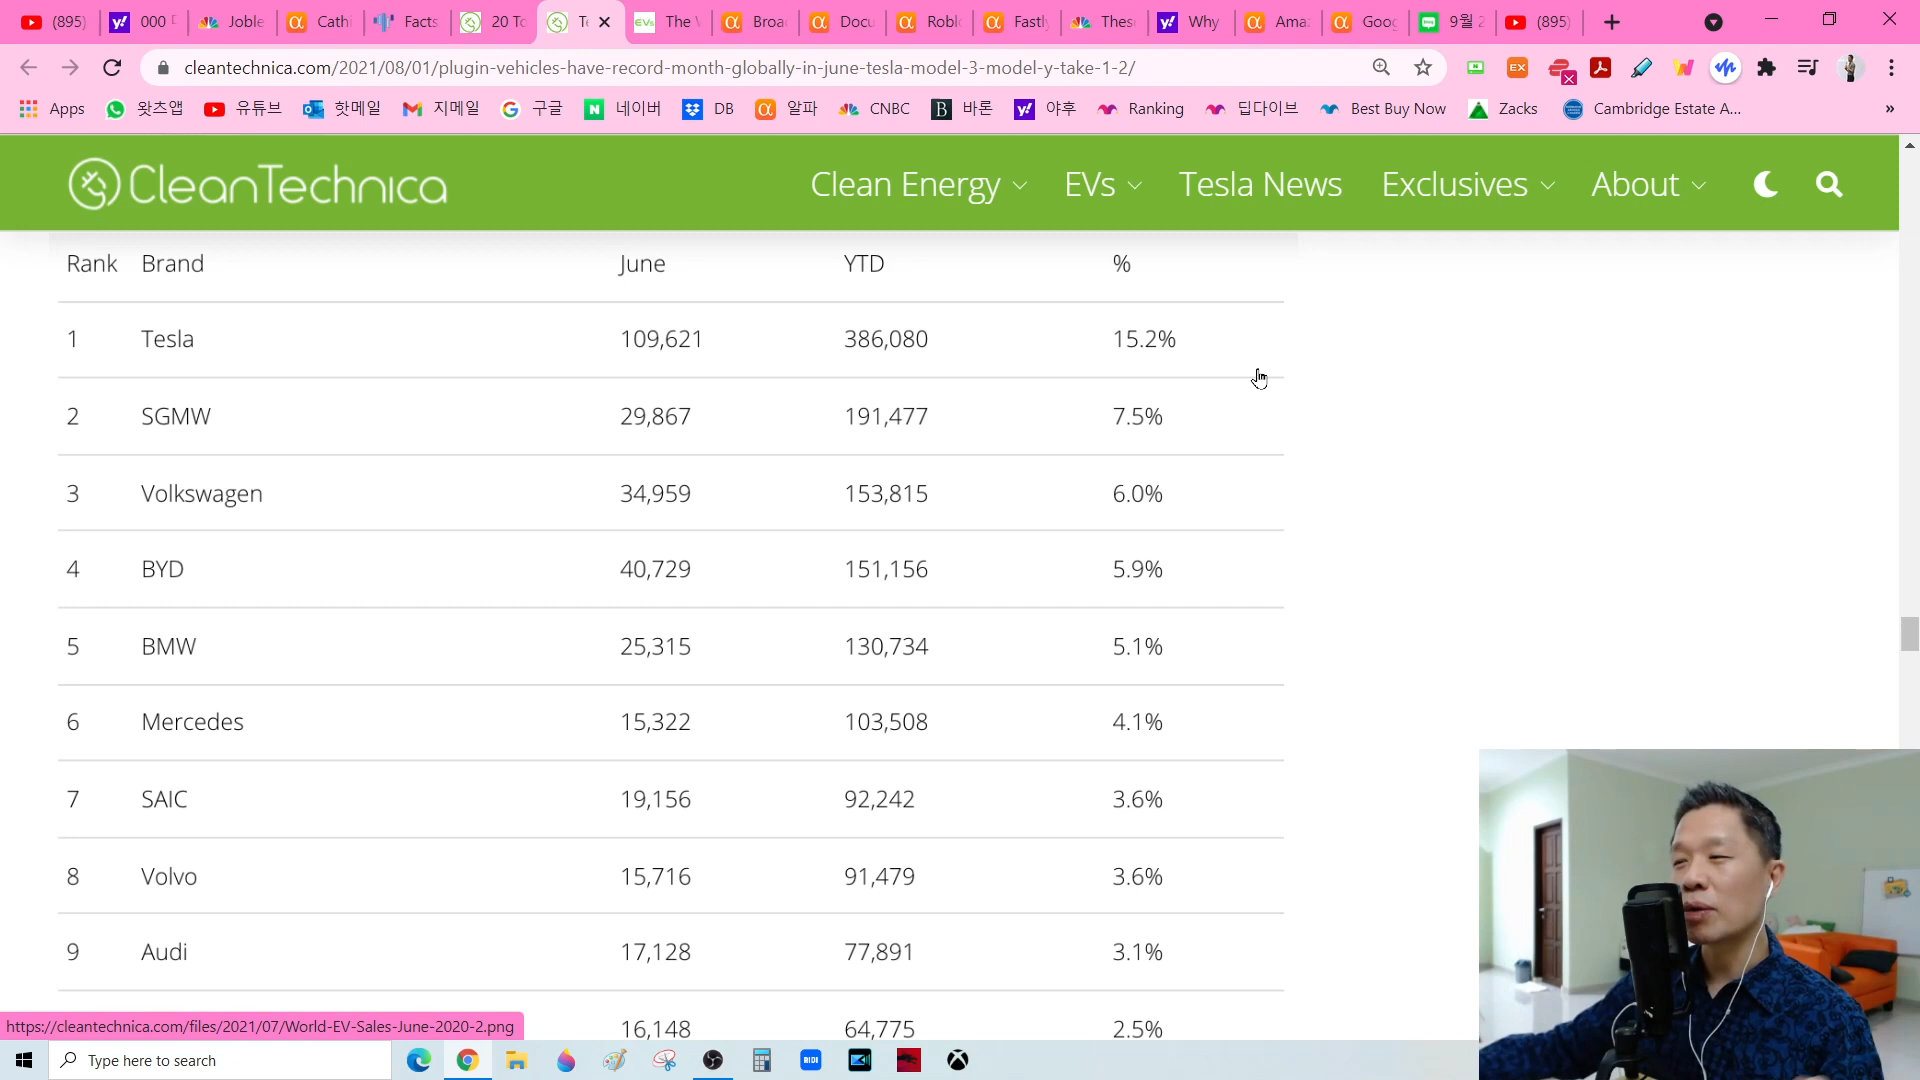 (895)
000
Joble
Cathi
Facts
20 To
Te
The V
Broa
Docu
Robl
Fastly
Thes
Why
Ama
Goog
9월 2
(895)
cleantechnica.com/2021/08/01/plugin-vehicles-have-record-month-globally-in-june-tesla-model-3-model-y-take-1-2/
Apps 왓츠앱 유튜브 핫메일 지메일 구글 네이버 DB 알파 CNBC 바론 야후 Ranking 딥다이브 Best Buy Now Zacks Cambridge Estate A... »
CleanTechnica Clean Energy EVs Tesla News Exclusives About
Rank Brand June YTD %
1 Tesla 109,621 386,080 15.2%
2 SGMW 29,867 191,477 7.5%
3 Volkswagen 34,959 153,815 6.0%
4 BYD 40,729 151,156 5.9%
5 BMW 25,315 130,734 5.1%
6 Mercedes 15,322 103,508 4.1%
7 SAIC 19,156 92,242 3.6%
8 Volvo 15,716 91,479 3.6%
9 Audi 17,128 77,891 3.1%
16,148 64,775 2.5%
https://cleantechnica.com/files/2021/07/World-EV-Sales-June-2020-2.png
Type here to search